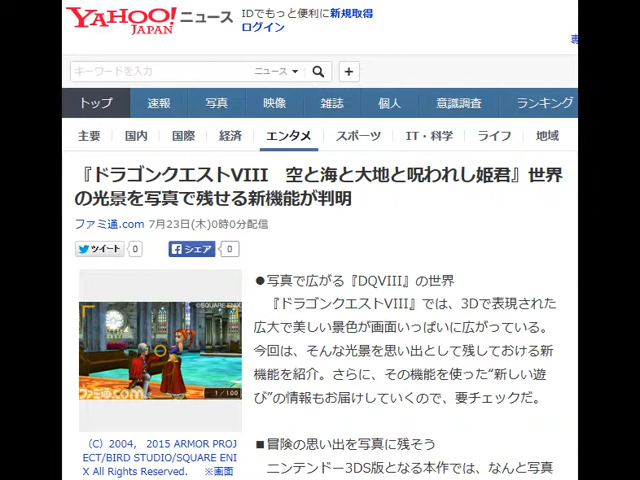 YAHOO! JAPAN ニュース
IDでもっと便利に新規取得
ログイン
キーワードを入力
ニュース
+
トップ 速報 写真 映像 雑誌 個人 意識調査 ランキング
主要 国内 国際 経済 エンタメ スポーツ IT・科学 ライフ 地域
『ドラゴンクエストVIII　空と海と大地と呪われし姫君』世界
の光景を写真で残せる新機能が判明
ファミ通.com 7月23日(木)0時0分配信
ツイート 0 シェア 0
©SQUARE ENIX
ファミ通.com
1/100
●写真で広がる『DQVIII』の世界
『ドラゴンクエストVIII』では、3Dで表現された
広大で美しい景色が画面いっぱいに広がっている。
今回は、そんな光景を思い出として残しておける新
機能を紹介。さらに、その機能を使った“新しい遊
び”の情報もお届けしていくので、要チェックだ。
（C）2004， 2015 ARMOR PROJ
ECT/BIRD STUDIO/SQUARE ENI
X All Rights Reserved.　※画面
■冒険の思い出を写真に残そう
ニンテンドー3DS版となる本作では、なんと写真